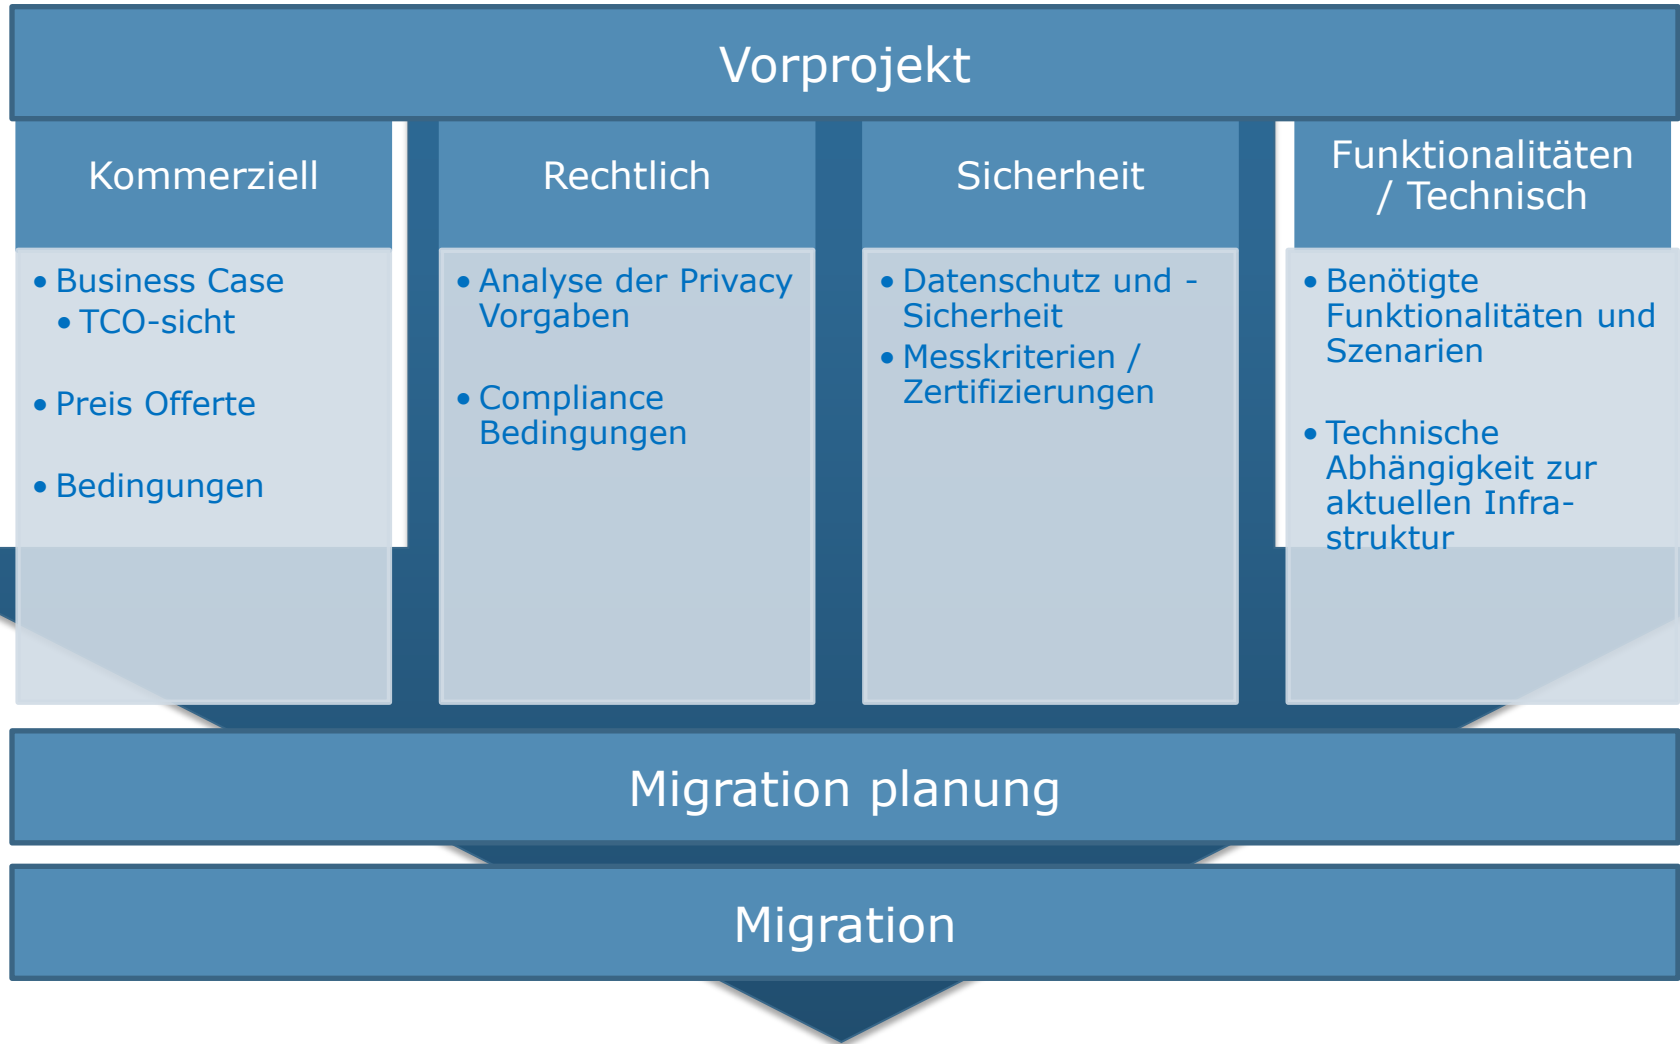 Vorprojekt
Kommerziell
• Business Case
• TCO-sicht
• Preis Offerte
• Bedingungen
Rechtlich
• Analyse der Privacy
Vorgaben
• Compliance
Bedingungen
Sicherheit
• Datenschutz und -
Sicherheit
• Messkriterien /
Zertifizierungen
Funktionalitäten
/ Technisch
• Benötigte
Funktionalitäten und
Szenarien
• Technische
Abhängigkeit zur
aktuellen Infra-
struktur
Migration planung
Migration